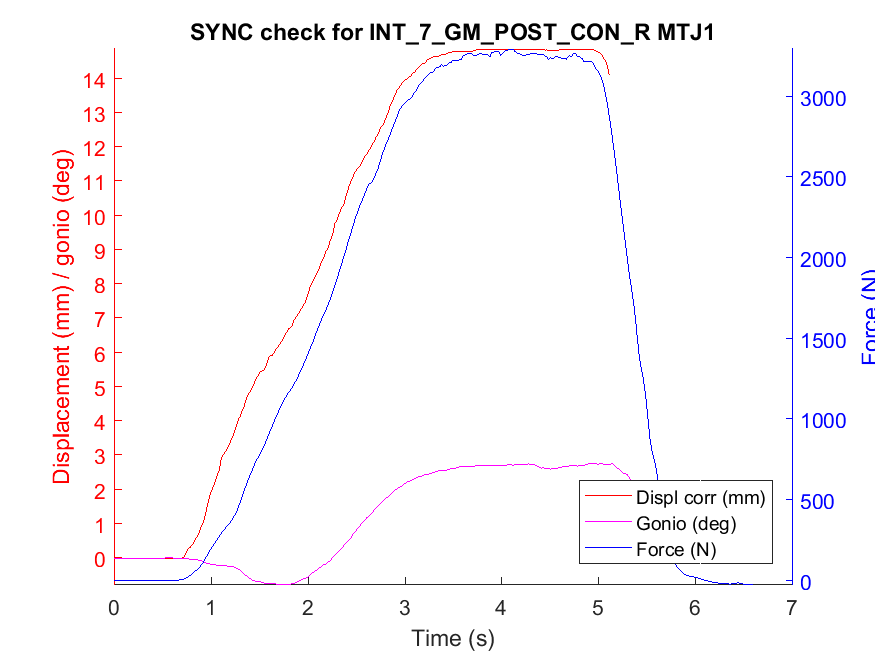 SYNC check for INT_7_GM_POST_CON_R MTJ1
Displacement (mm) / gonio (deg)
14
13
12
11
10
9
8
7
6
5
4
3
2
1
0
3000
2500
2000
1500
1000
500
0
Force (N)
Displ corr (mm)
Gonio (deg)
Force (N)
0 1 2 3 4 5 6 7
Time (s)